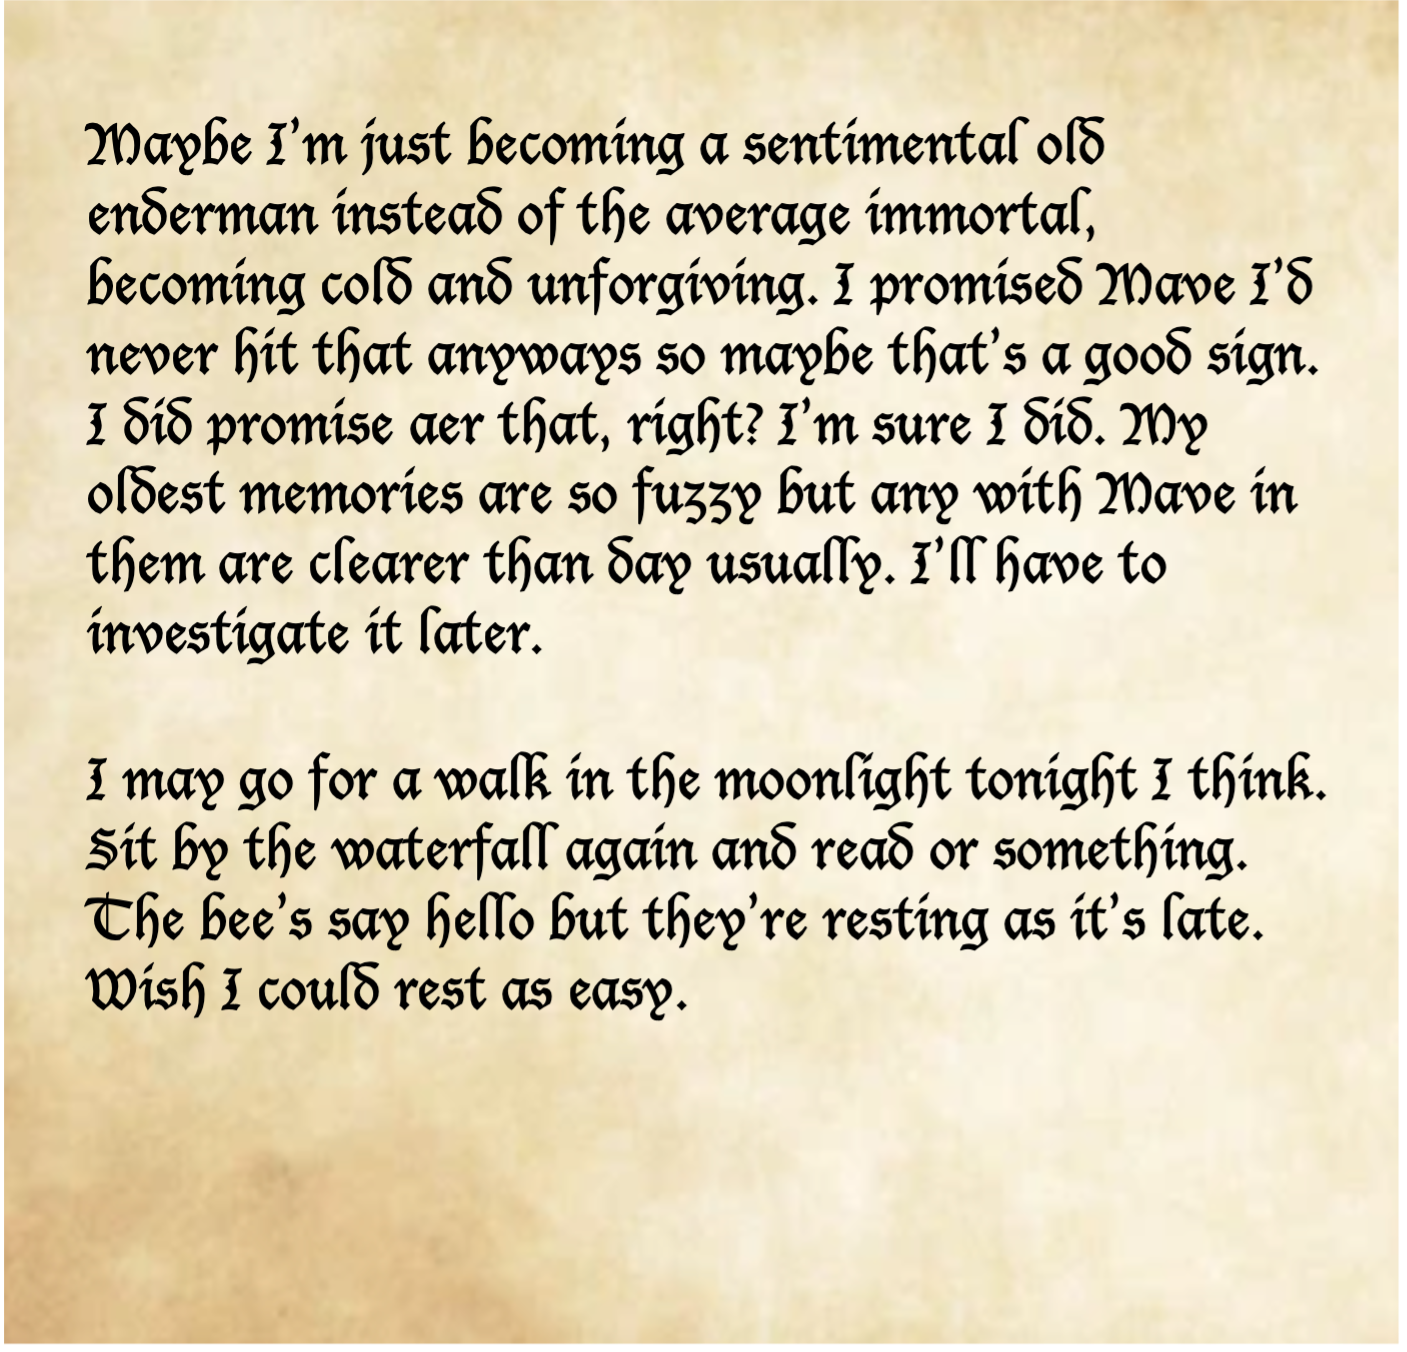 Maybe I'm just becoming a sentimental old
enderman instead of the average immortal,
becoming cold and unforgiving. I promised Mave I'd
never hit that anyways so maybe that's a good sign.
I did promise aer that, right? I'm sure I did. My
oldest memories are so fuzzy but any with Mave in
them are clearer than day usually. I'll have to
investigate it later.
I may go for a walk in the moonlight tonight I think.
Sit by the waterfall again and read or something.
The bee's say hello but they're resting as it's late.
Wish I could rest as easy.